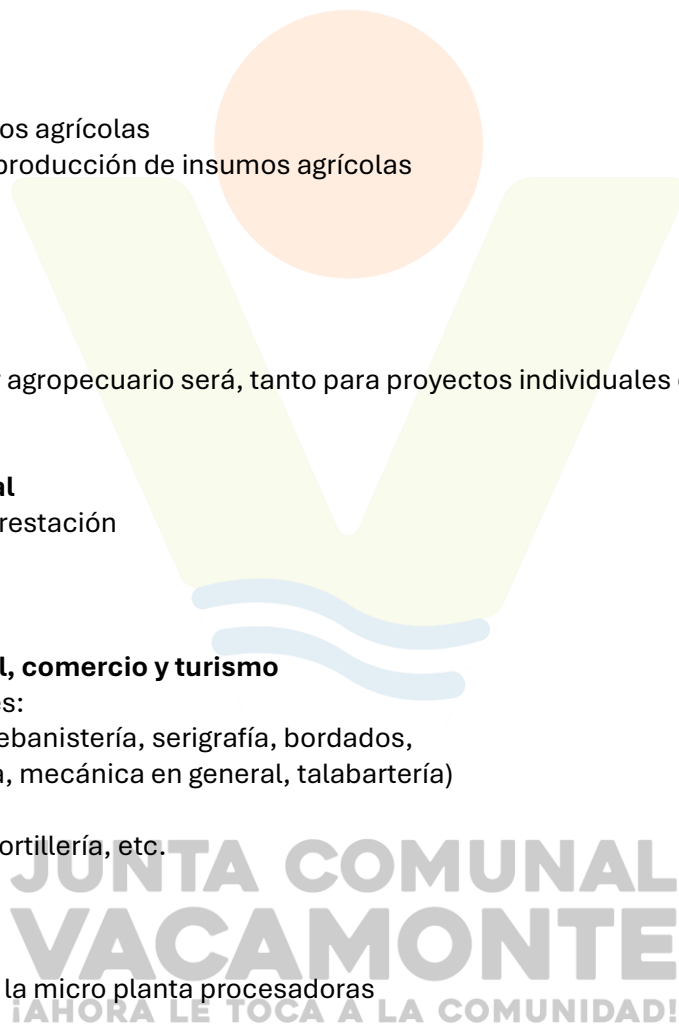 os agrícolas
producción de insumos agrícolas
agropecuario será, tanto para proyectos individuales
al
restación
l, comercio y turismo
es:
ebanistería, serigrafía, bordados,
a, mecánica en general, talabartería)
ortillería, etc.
JUNTA COMUNAL
VACAMONTE
la micro planta procesadoras
¡AHORA LE TOCA A LA COMUNIDAD!